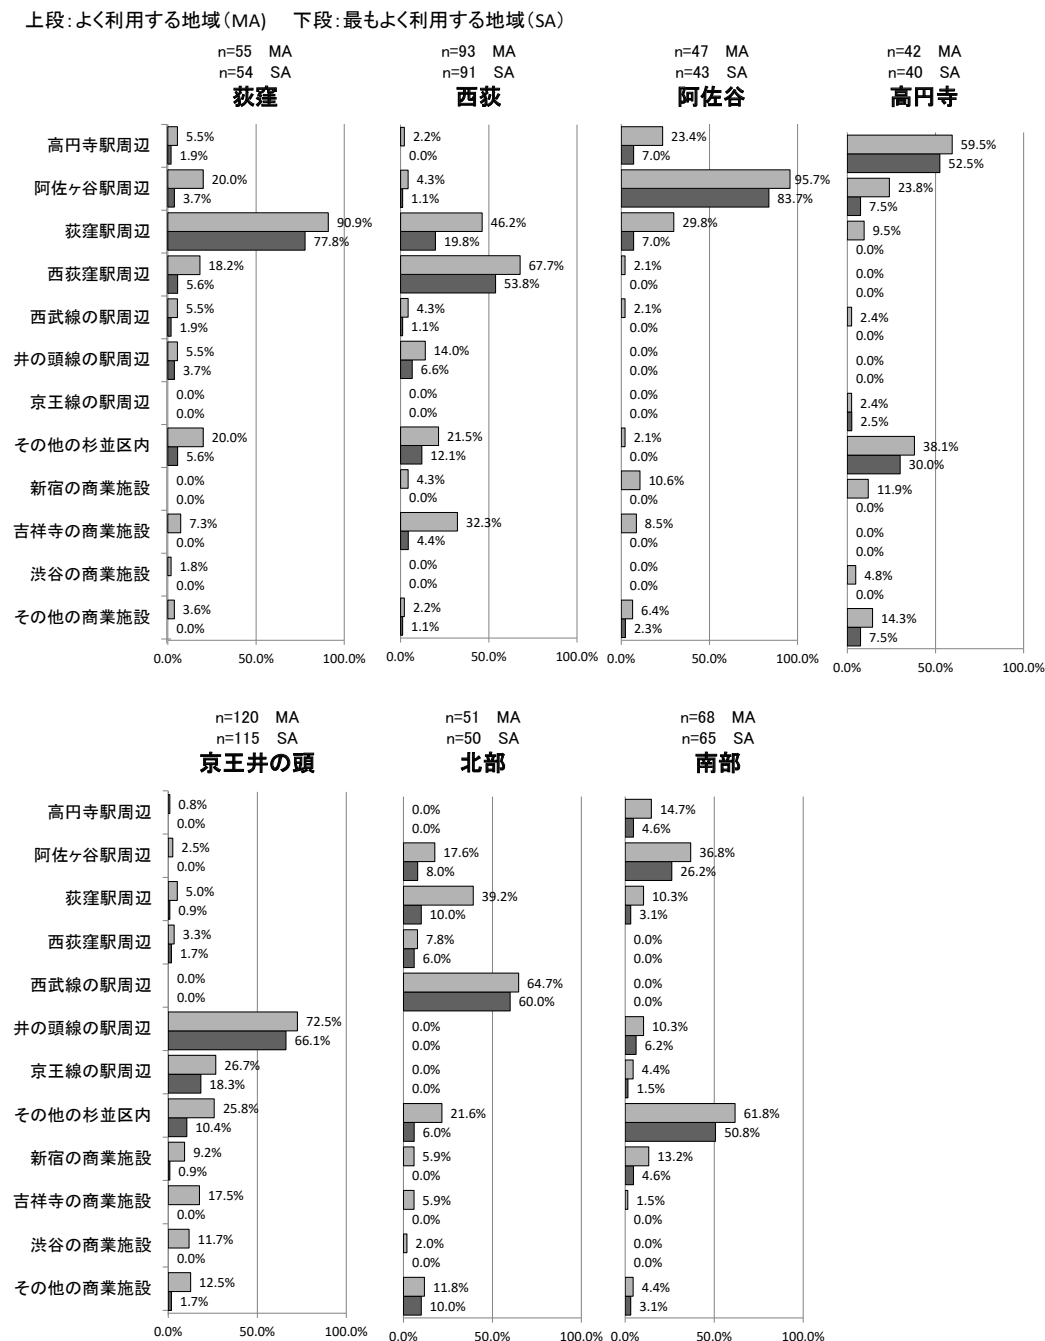 上段：よく利用する地域（MA）　下段：最もよく利用する地域（SA）
n=55　MA
n=54　SA
荻窪
n=93　MA
n=91　SA
西荻
n=47　MA
n=43　SA
阿佐谷
n=42　MA
n=40　SA
高円寺
高円寺駅周辺 5.5% 2.2% 23.4% 59.5%
1.9% 0.0% 7.0% 52.5%
阿佐ヶ谷駅周辺 20.0% 4.3% 95.7% 23.8%
3.7% 1.1% 83.7% 7.5%
荻窪駅周辺 90.9% 46.2% 29.8% 9.5%
77.8% 19.8% 7.0% 0.0%
西荻窪駅周辺 18.2% 67.7% 2.1% 0.0%
5.6% 53.8% 0.0% 0.0%
西武線の駅周辺 5.5% 4.3% 2.1% 2.4%
1.9% 1.1% 0.0% 0.0%
井の頭線の駅周辺 5.5% 14.0% 0.0% 0.0%
3.7% 6.6% 0.0% 0.0%
京王線の駅周辺 0.0% 0.0% 0.0% 2.4%
0.0% 0.0% 0.0% 2.5%
その他の杉並区内 20.0% 21.5% 2.1% 38.1%
5.6% 12.1% 0.0% 30.0%
新宿の商業施設 0.0% 4.3% 10.6% 11.9%
0.0% 0.0% 0.0% 0.0%
吉祥寺の商業施設 7.3% 32.3% 8.5% 0.0%
0.0% 4.4% 0.0% 0.0%
渋谷の商業施設 1.8% 0.0% 0.0% 4.8%
0.0% 0.0% 0.0% 0.0%
その他の商業施設 3.6% 2.2% 6.4% 14.3%
0.0% 1.1% 2.3% 7.5%
0.0% 50.0% 100.0% 0.0% 50.0% 100.0% 0.0% 50.0% 100.0% 0.0% 50.0% 100.0%
n=120　MA
n=115　SA
京王井の頭
n=51　MA
n=50　SA
北部
n=68　MA
n=65　SA
南部
高円寺駅周辺 0.8% 0.0% 14.7%
0.0% 0.0% 4.6%
阿佐ヶ谷駅周辺 2.5% 17.6% 36.8%
0.0% 8.0% 26.2%
荻窪駅周辺 5.0% 39.2% 10.3%
0.9% 10.0% 3.1%
西荻窪駅周辺 3.3% 7.8% 0.0%
1.7% 6.0% 0.0%
西武線の駅周辺 0.0% 64.7% 0.0%
0.0% 60.0% 0.0%
井の頭線の駅周辺 72.5% 0.0% 10.3%
66.1% 0.0% 6.2%
京王線の駅周辺 26.7% 0.0% 4.4%
18.3% 0.0% 1.5%
その他の杉並区内 25.8% 21.6% 61.8%
10.4% 6.0% 50.8%
新宿の商業施設 9.2% 5.9% 13.2%
0.9% 0.0% 4.6%
吉祥寺の商業施設 17.5% 5.9% 1.5%
0.0% 0.0% 0.0%
渋谷の商業施設 11.7% 2.0% 0.0%
0.0% 0.0% 0.0%
その他の商業施設 12.5% 11.8% 4.4%
1.7% 10.0% 3.1%
0.0% 50.0% 100.0% 0.0% 50.0% 100.0% 0.0% 50.0% 100.0%